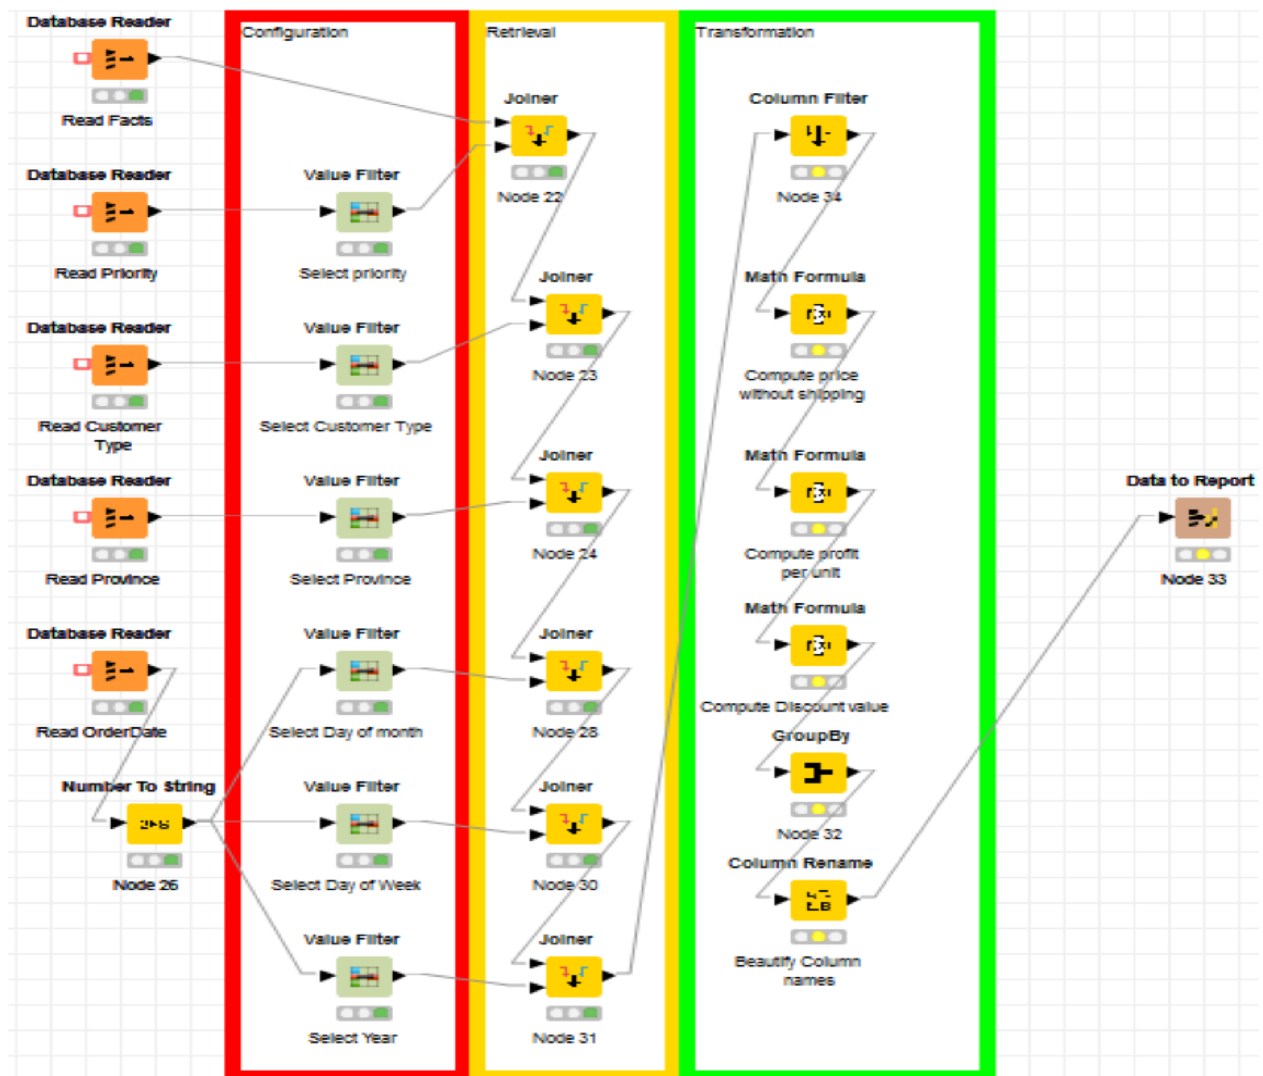 Database Reader
Read Facts
Database Reader
Read Priority
Database Reader
Read Customer
Type
Database Reader
Read Province
Database Reader
Read OrderDate
Number To String
Node 26
Configuration
Value Filter
Select priority
Value Filter
Select Customer Type
Value Filter
Select Province
Value Filter
Select Day of month
Value Filter
Select Day of Week
Value Filter
Select Year
Retrieval
Joiner
Node 22
Joiner
Node 23
Joiner
Node 24
Joiner
Node 28
Joiner
Node 30
Joiner
Node 31
Transformation
Column Filter
Node 34
Math Formula
Compute price
without shipping
Math Formula
Compute profit
per unit
Math Formula
Compute Discount value
GroupBy
Node 32
Column Rename
Beautify Column
names
Data to Report
Node 33